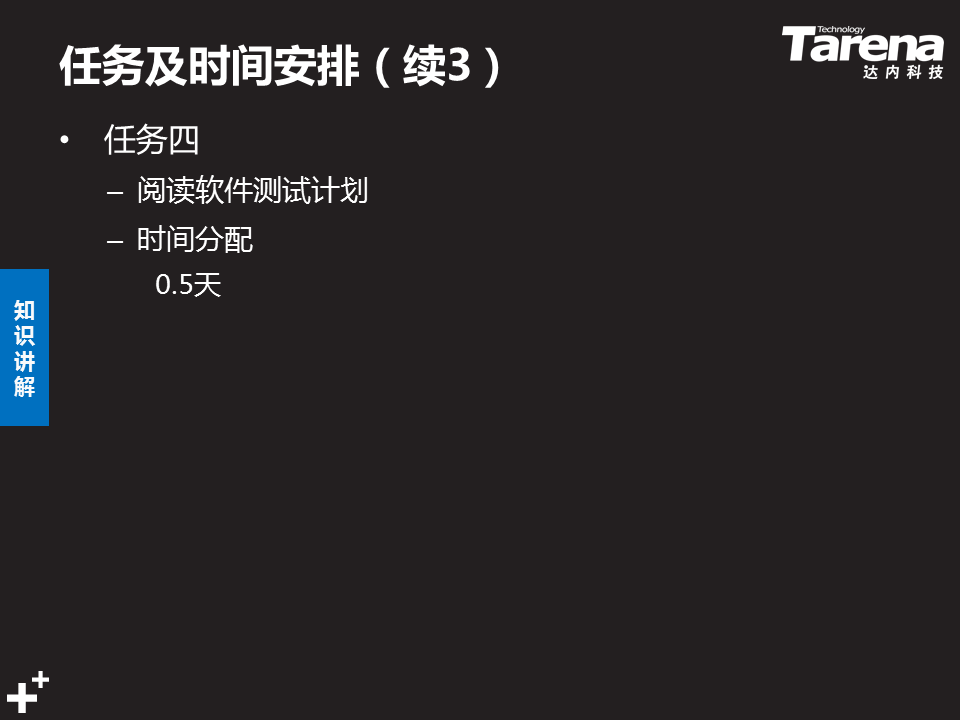 任务及时间安排（续3）
Technology
Tarena
达内科技
• 任务四
– 阅读软件测试计划
– 时间分配
0.5天
知识讲解